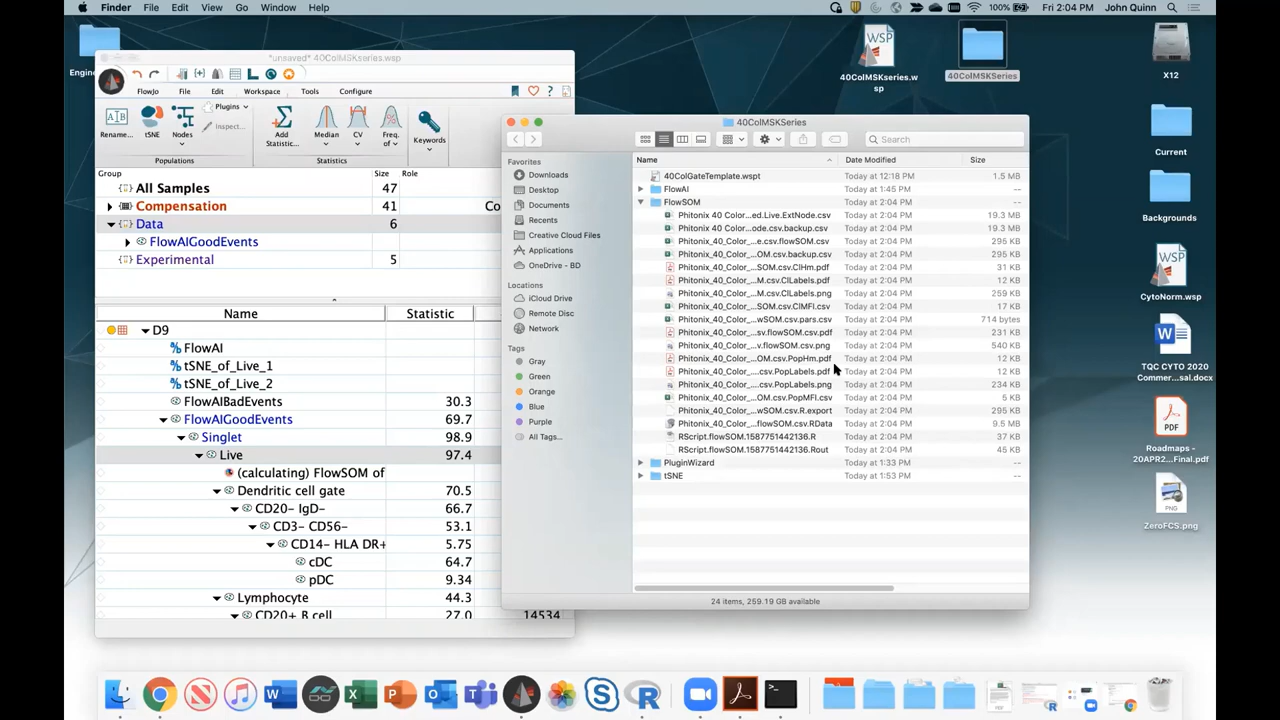 Finder File Edit View Go Window Help
100% Fri 2:04 PM John Quinn
*unsaved* 40ColMSKseries.wsp
FlowJo File Edit Workspace Tools Configure
Rename... tSNE Nodes Plugins Inspect...
Add Statistic... Median CV Freq. of Keywords
Populations Statistics
Group Size Role
All Samples 47
Compensation 41 Co
Data 6
FlowAIGoodEvents
Experimental 5
Name Statistic
D9
FlowAI
tSNE_of_Live_1
tSNE_of_Live_2
FlowAIBadEvents 30.3
FlowAIGoodEvents 69.7
Singlet 98.9
Live 97.4
(calculating) FlowSOM of
Dendritic cell gate 70.5
CD20- IgD- 66.7
CD3- CD56- 53.1
CD14- HLA DR+ 5.75
cDC 64.7
pDC 9.34
Lymphocyte 44.3
CD20+ B cell 27.0 14534
40ColMSKSeries
Search
Favorites
Downloads
Desktop
Documents
Recents
Creative Cloud Files
Applications
OneDrive - BD
Locations
iCloud Drive
Remote Disc
Network
Tags
Gray
Green
Orange
Blue
Purple
All Tags...
Name Date Modified Size
40ColGateTemplate.wspt Today at 12:18 PM 1.5 MB
FlowAI Today at 1:45 PM --
FlowSOM Today at 2:04 PM --
Phitonix 40 Color...ed.Live.ExtNode.csv Today at 2:04 PM 19.3 MB
Phitonix 40 Color...ode.csv.backup.csv Today at 2:04 PM 19.3 MB
Phitonix_40_Color_...e.csv.flowSOM.csv Today at 2:04 PM 295 KB
Phitonix_40_Color_...OM.csv.backup.csv Today at 2:04 PM 295 KB
Phitonix_40_Color_...SOM.csv.ClHm.pdf Today at 2:04 PM 31 KB
Phitonix_40_Color_...M.csv.ClLabels.pdf Today at 2:04 PM 12 KB
Phitonix_40_Color_...M.csv.ClLabels.png Today at 2:04 PM 259 KB
Phitonix_40_Color_...SOM.csv.ClMFI.csv Today at 2:04 PM 17 KB
Phitonix_40_Color_...wSOM.csv.pars.csv Today at 2:04 PM 714 bytes
Phitonix_40_Color_...sv.flowSOM.csv.pdf Today at 2:04 PM 231 KB
Phitonix_40_Color_...v.flowSOM.csv.png Today at 2:04 PM 540 KB
Phitonix_40_Color_...OM.csv.PopHm.pdf Today at 2:04 PM 12 KB
Phitonix_40_Color_....csv.PopLabels.pdf Today at 2:04 PM 12 KB
Phitonix_40_Color_....csv.PopLabels.png Today at 2:04 PM 234 KB
Phitonix_40_Color_...OM.csv.PopMFI.csv Today at 2:04 PM 5 KB
Phitonix_40_Color_...wSOM.csv.R.export Today at 2:04 PM 410 KB
Phitonix_40_Color_...flowSOM.csv.RData Today at 2:04 PM 9.5 MB
RScript.flowSOM.1587751442136.R Today at 2:04 PM 37 KB
RScript.flowSOM.1587751442136.Rout Today at 2:04 PM 45 KB
PluginWizard Today at 1:33 PM --
tSNE Today at 1:53 PM --
24 items, 259.19 GB available
40ColMSKseries.wsp
40ColMSKSeries
X12
Current
Backgrounds
CytoNorm.wsp
TQC CYTO 2020
Commer...sal.docx
Roadmaps -
20APR2...Final.pdf
ZeroFCS.png